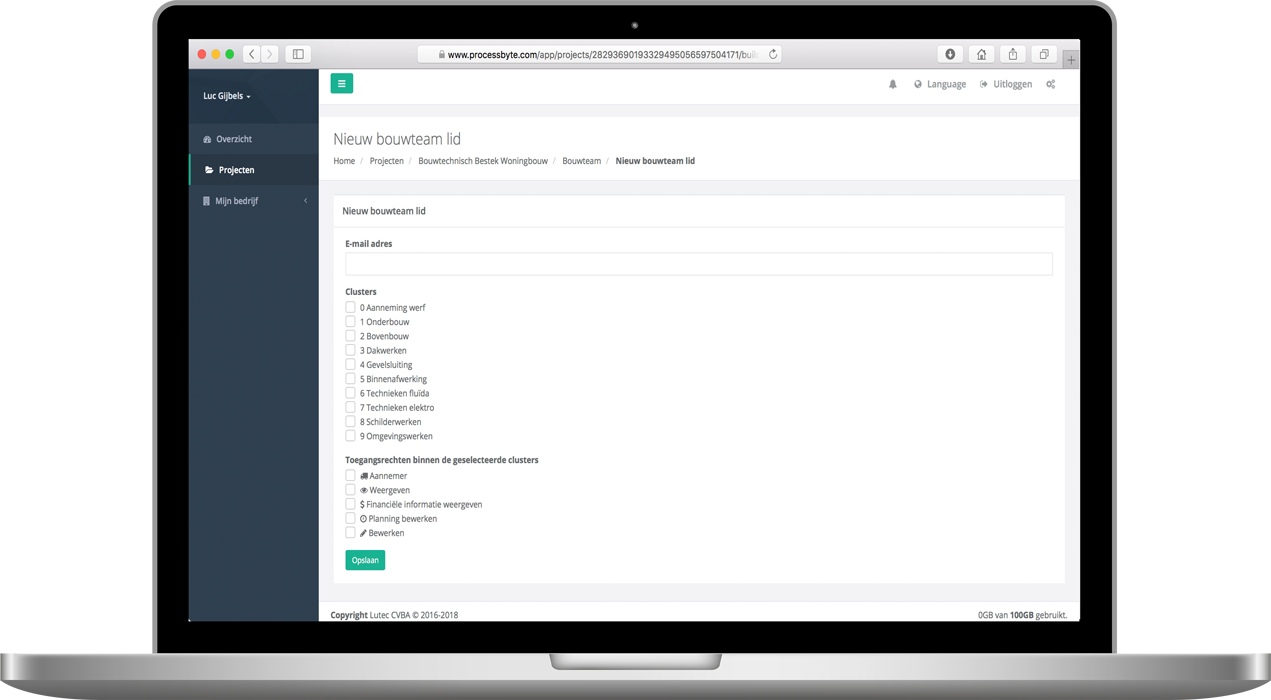 www.processbyte.com/app/projects/28293690193329495056597504171/buil
Luc Gijbels
Language
Uitloggen
Overzicht
Projecten
Mijn bedrijf
Nieuw bouwteam lid
Home / Projecten / Bouwtechnisch Bestek Woningbouw / Bouwteam / Nieuw bouwteam lid
Nieuw bouwteam lid
E-mail adres
Clusters
0 Aanneming werf
1 Onderbouw
2 Bovenbouw
3 Dakwerken
4 Gevelsluiting
5 Binnenafwerking
6 Technieken fluïda
7 Technieken elektro
8 Schilderwerken
9 Omgevingswerken
Toegangsrechten binnen de geselecteerde clusters
Aannemer
Weergeven
$ Financiële informatie weergeven
Planning bewerken
Bewerken
Opslaan
Copyright Lutec CVBA © 2016-2018
0GB van 100GB gebruikt.